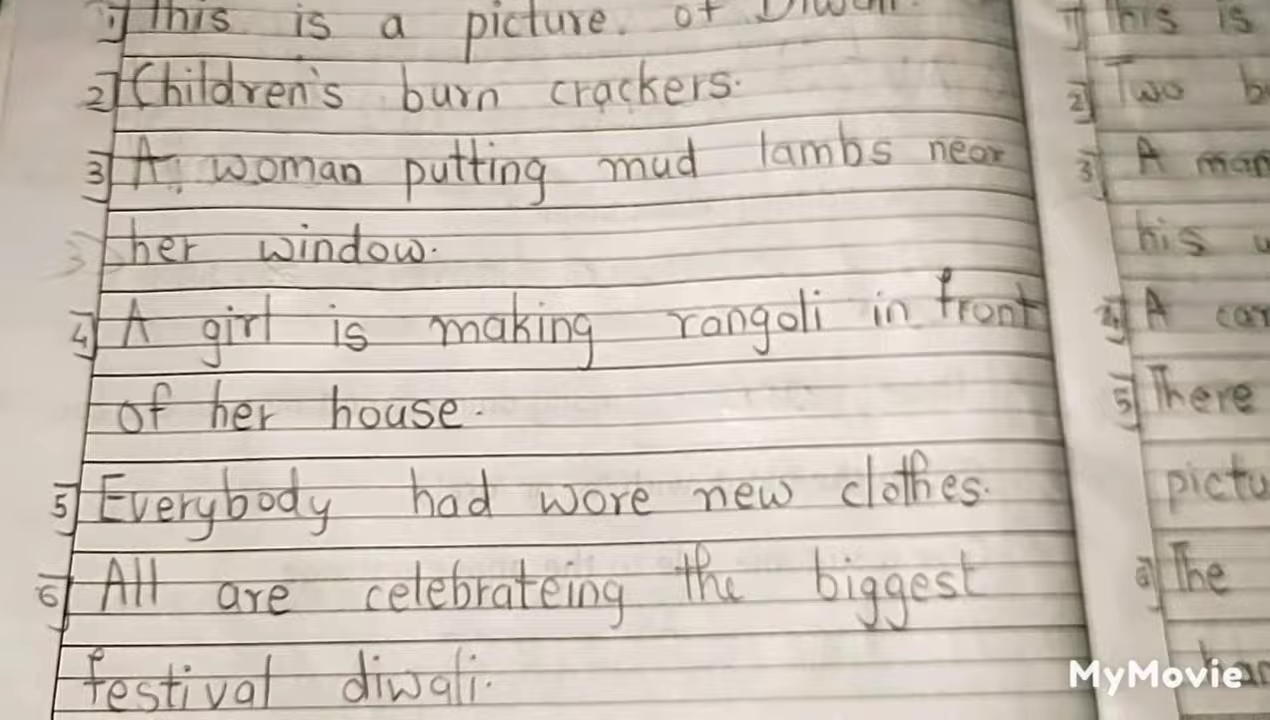 1] This is a picture. of Diwali.
2] Children's burn crackers.
3] A woman putting mud lambs near
her window.
4] A girl is making rangoli in front
of her house.
5] Everybody had wore new clothes.
6] All are celebrateing the biggest
festival diwali.
1] This is
2] Two
3] A man
his
4] A car
5] There
6] The
MyMovie